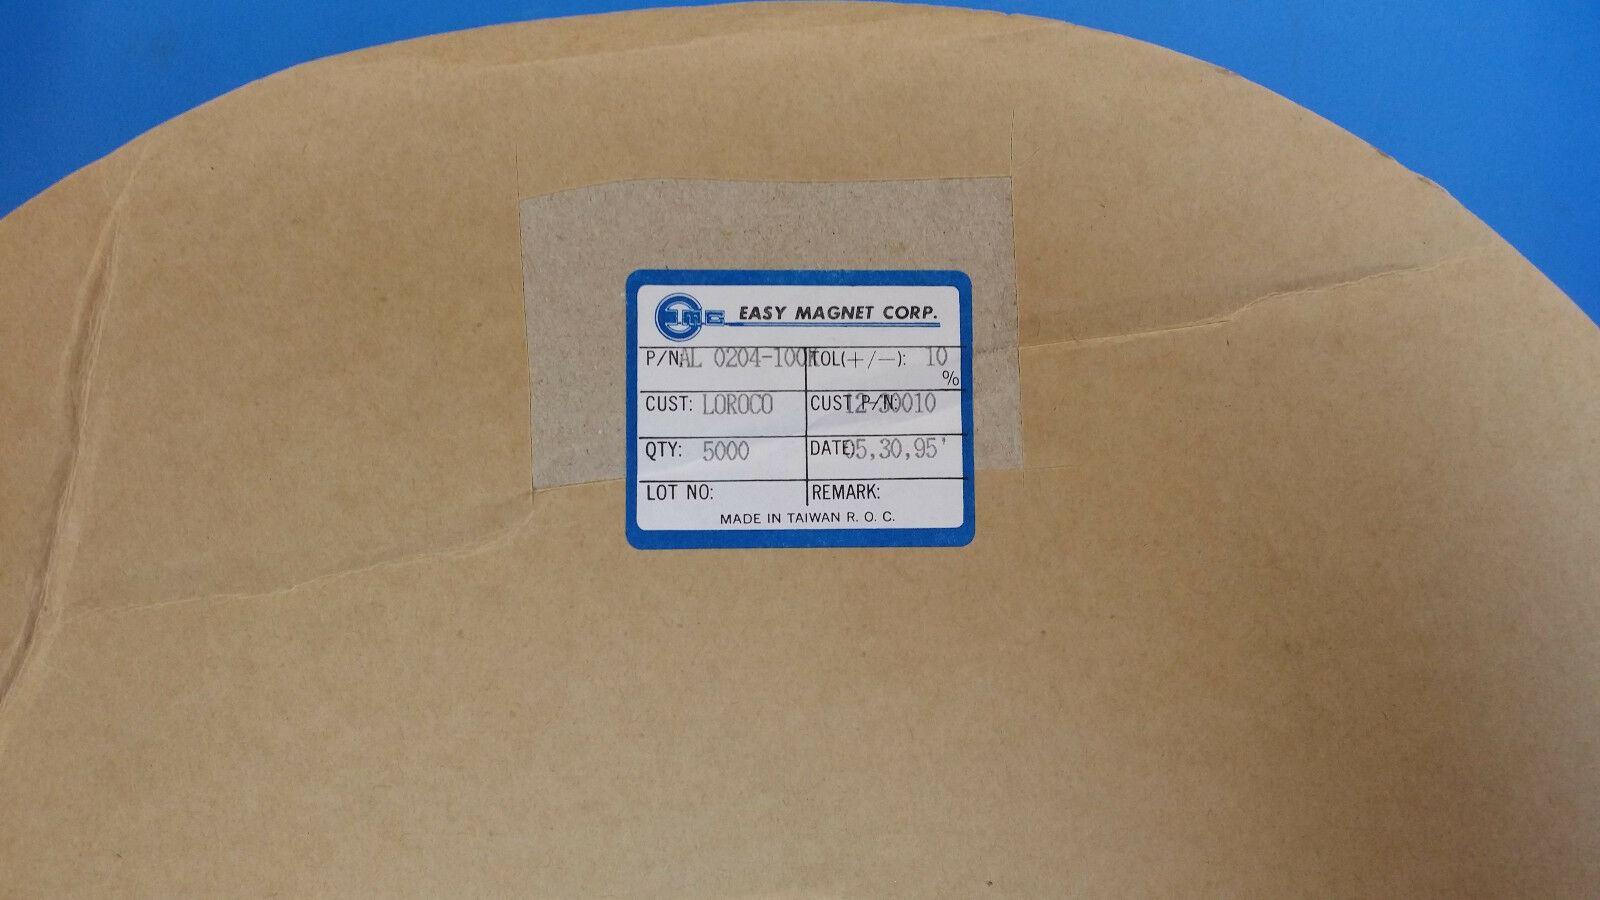 EMC EASY MAGNET CORP.
P/N: AL 0204-100K TOL(+/-): 10 %
CUST: LOROCO CUST P/N: 12-30010
QTY: 5000 DATE: 05,30,95'
LOT NO: REMARK:
MADE IN TAIWAN R. O. C.